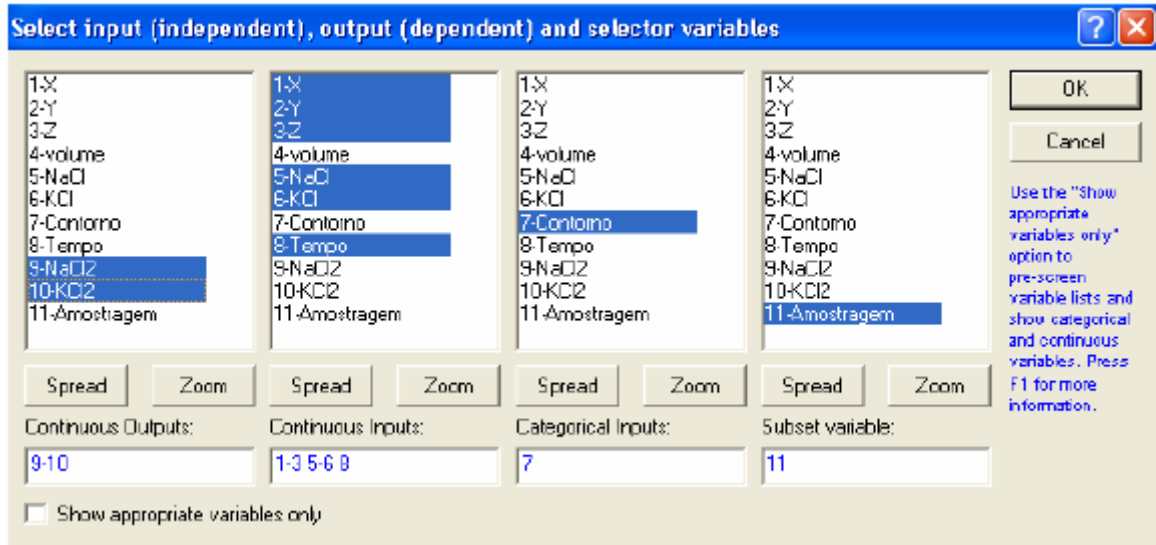 Select input (independent), output (dependent) and selector variables
1-X
2-Y
3-Z
4-volume
5-NaCl
6-KCl
7-Contorno
8-Tempo
9-NaCl2
10-KCl2
11-Amostragem
1-X
2-Y
3-Z
4-volume
5-NaCl
6-KCl
7-Contorno
8-Tempo
9-NaCl2
10-KCl2
11-Amostragem
1-X
2-Y
3-Z
4-volume
5-NaCl
6-KCl
7-Contorno
8-Tempo
9-NaCl2
10-KCl2
11-Amostragem
1-X
2-Y
3-Z
4-volume
5-NaCl
6-KCl
7-Contorno
8-Tempo
9-NaCl2
10-KCl2
11-Amostragem
OK
Cancel
Use the "Show
appropriate
variables only"
option to
pre-screen
variable lists and
show categorical
and continuous
variables. Press
F1 for more
information.
Spread Zoom Spread Zoom Spread Zoom Spread Zoom
Continuous Outputs: Continuous Inputs: Categorical Inputs: Subset variable:
9-10 1-3 5-6 8 7 11
Show appropriate variables only